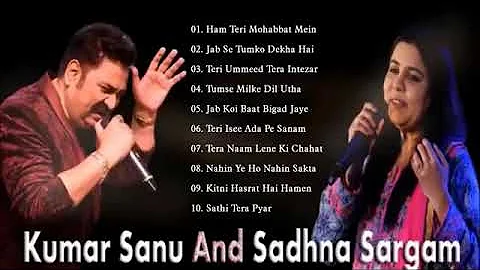 01. Ham Teri Mohabbat Mein
02. Jab Se Tumko Dekha Hai
03. Teri Ummeed Tera Intezar
04. Tumse Milke Dil Utha
05. Jab Koi Baat Bigad Jaye
06. Teri Isee Ada Pe Sanam
07. Tera Naam Lene Ki Chahat
08. Nahin Ye Ho Nahin Sakta
09. Kitni Hasrat Hai Hamen
10. Sathi Tera Pyar
Kumar Sanu And Sadhna Sargam